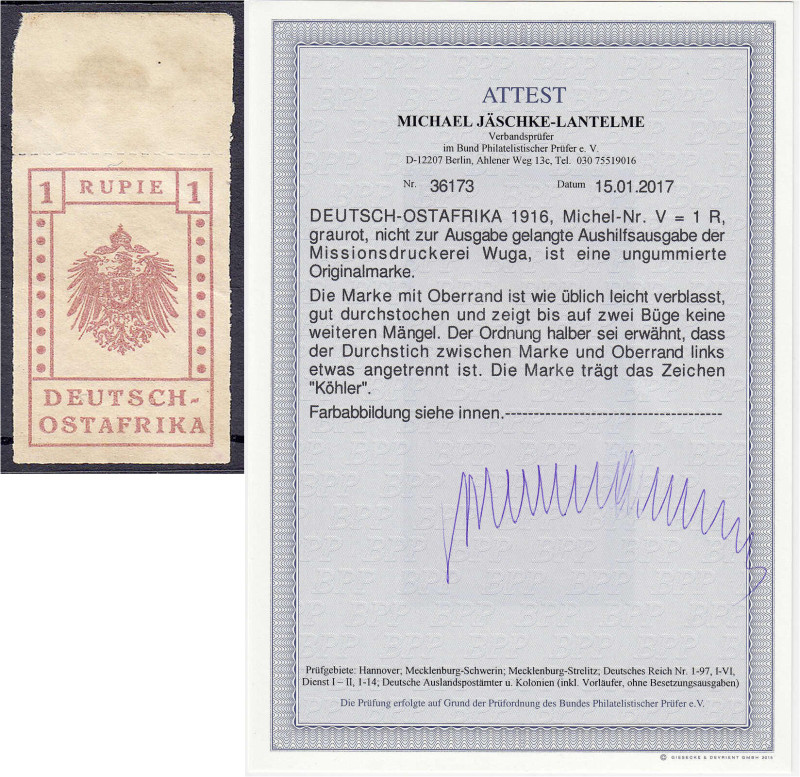 1 RUPIE 1
DEUTSCH-
OSTAFRIKA
ATTEST
MICHAEL JÄSCHKE-LANTELME
Verbandsprüfer
im Bund Philatelistischer Prüfer e. V.
D-12207 Berlin, Ahlener Weg 13c, Tel. 030 75519016
Nr. 36173 Datum 15.01.2017
DEUTSCH-OSTAFRIKA 1916, Michel-Nr. V = 1 R,
graurot, nicht zur Ausgabe gelangte Aushilfsausgabe der
Missionsdruckerei Wuga, ist eine ungummierte
Originalmarke.
Die Marke mit Oberrand ist wie üblich leicht verblasst,
gut durchstochen und zeigt bis auf zwei Büge keine
weiteren Mängel. Der Ordnung halber sei erwähnt, dass
der Durchstich zwischen Marke und Oberrand links
etwas angetrennt ist. Die Marke trägt das Zeichen
"Köhler".
Farbabbildung siehe innen.-------------------------------------
Prüfgebiete: Hannover; Mecklenburg-Schwerin; Mecklenburg-Strelitz; Deutsches Reich Nr. 1-97, I-VI,
Dienst I – II, 1-14; Deutsche Auslandspostämter u. Kolonien (inkl. Vorläufer, ohne Besetzungsausgaben)
Die Prüfung erfolgte auf Grund der Prüfordnung des Bundes Philatelistischer Prüfer e.V.
© GIESECKE & DEVRIENT GMBH 2015